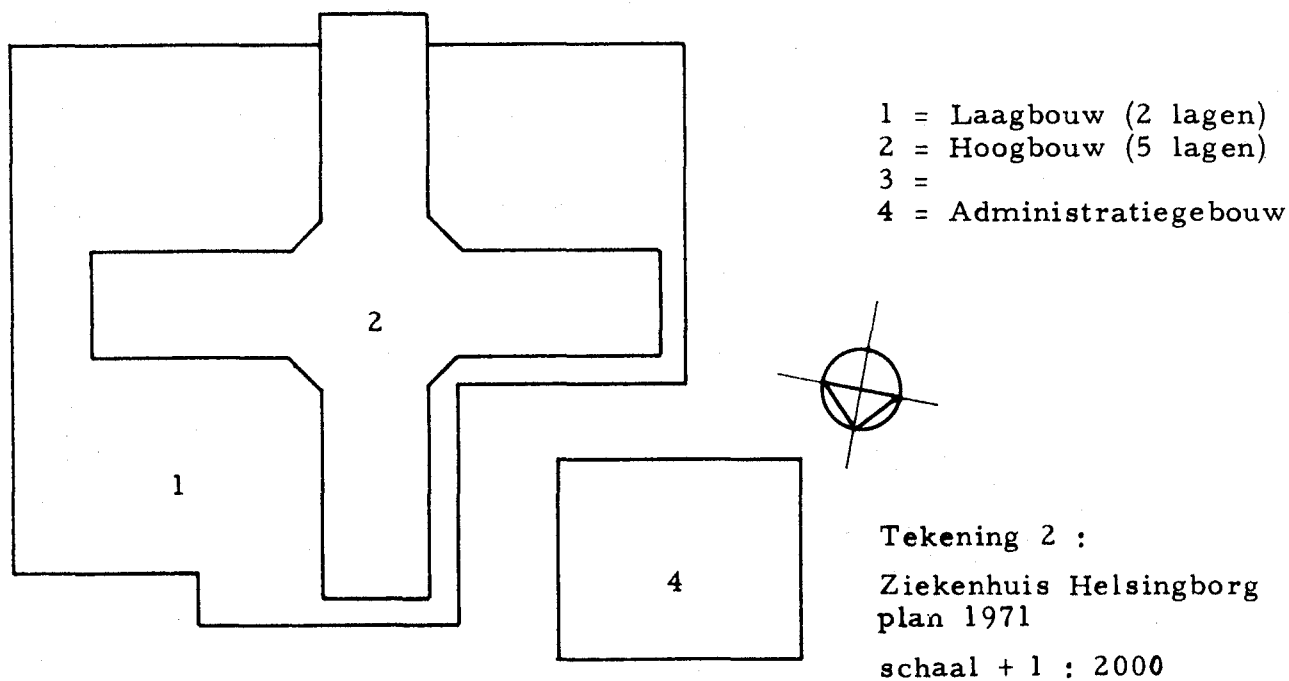 1 = Laagbouw (2 lagen)
2 = Hoogbouw (5 lagen)
3 =
4 = Administratiegebouw
2
1
4
Tekening 2 :
Ziekenhuis Helsingborg
plan 1971
schaal + 1 : 2000